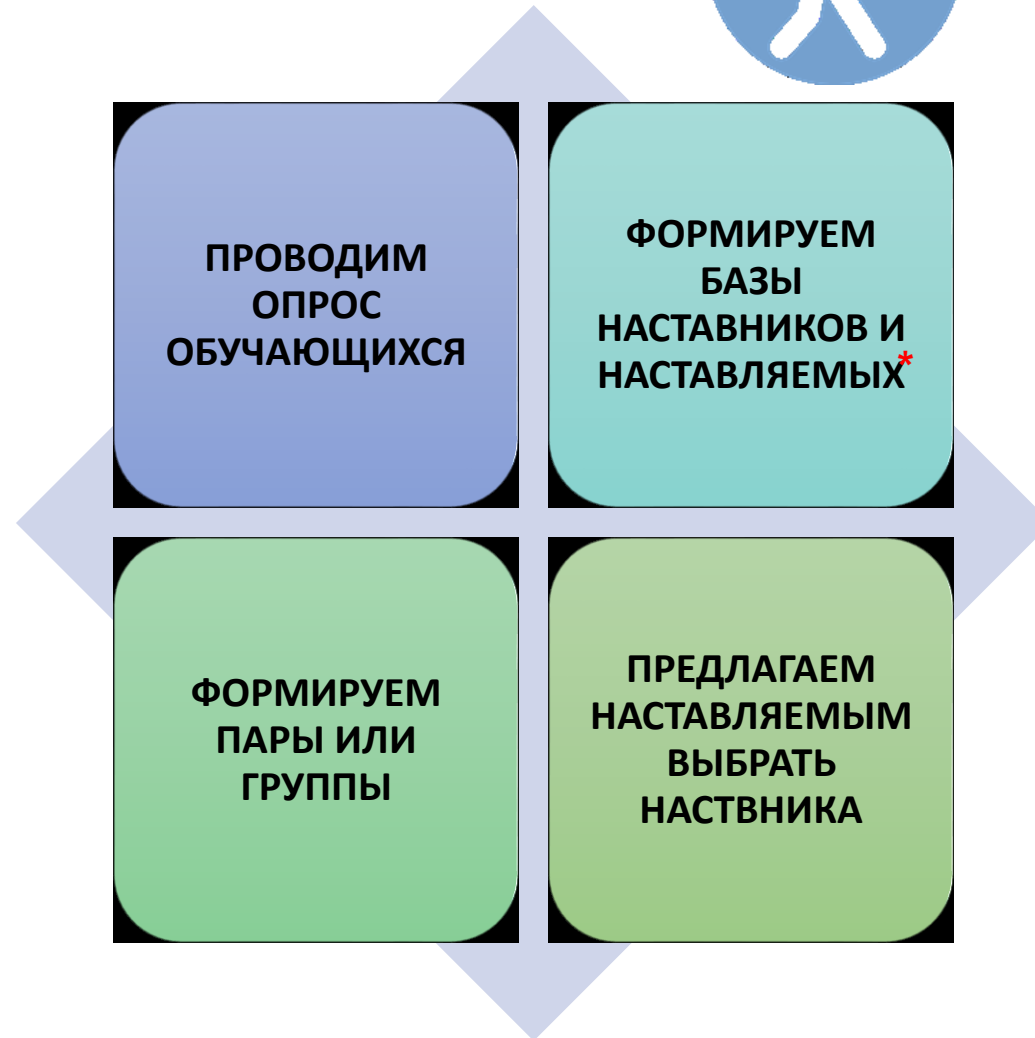 ПРОВОДИМ
ОПРОС
ОБУЧАЮЩИХСЯ
ФОРМИРУЕМ
БАЗЫ
НАСТАВНИКОВ И
НАСТАВЛЯЕМЫХ*
ФОРМИРУЕМ
ПАРЫ ИЛИ
ГРУППЫ
ПРЕДЛАГАЕМ
НАСТАВЛЯЕМЫМ
ВЫБРАТЬ
НАСТВНИКА